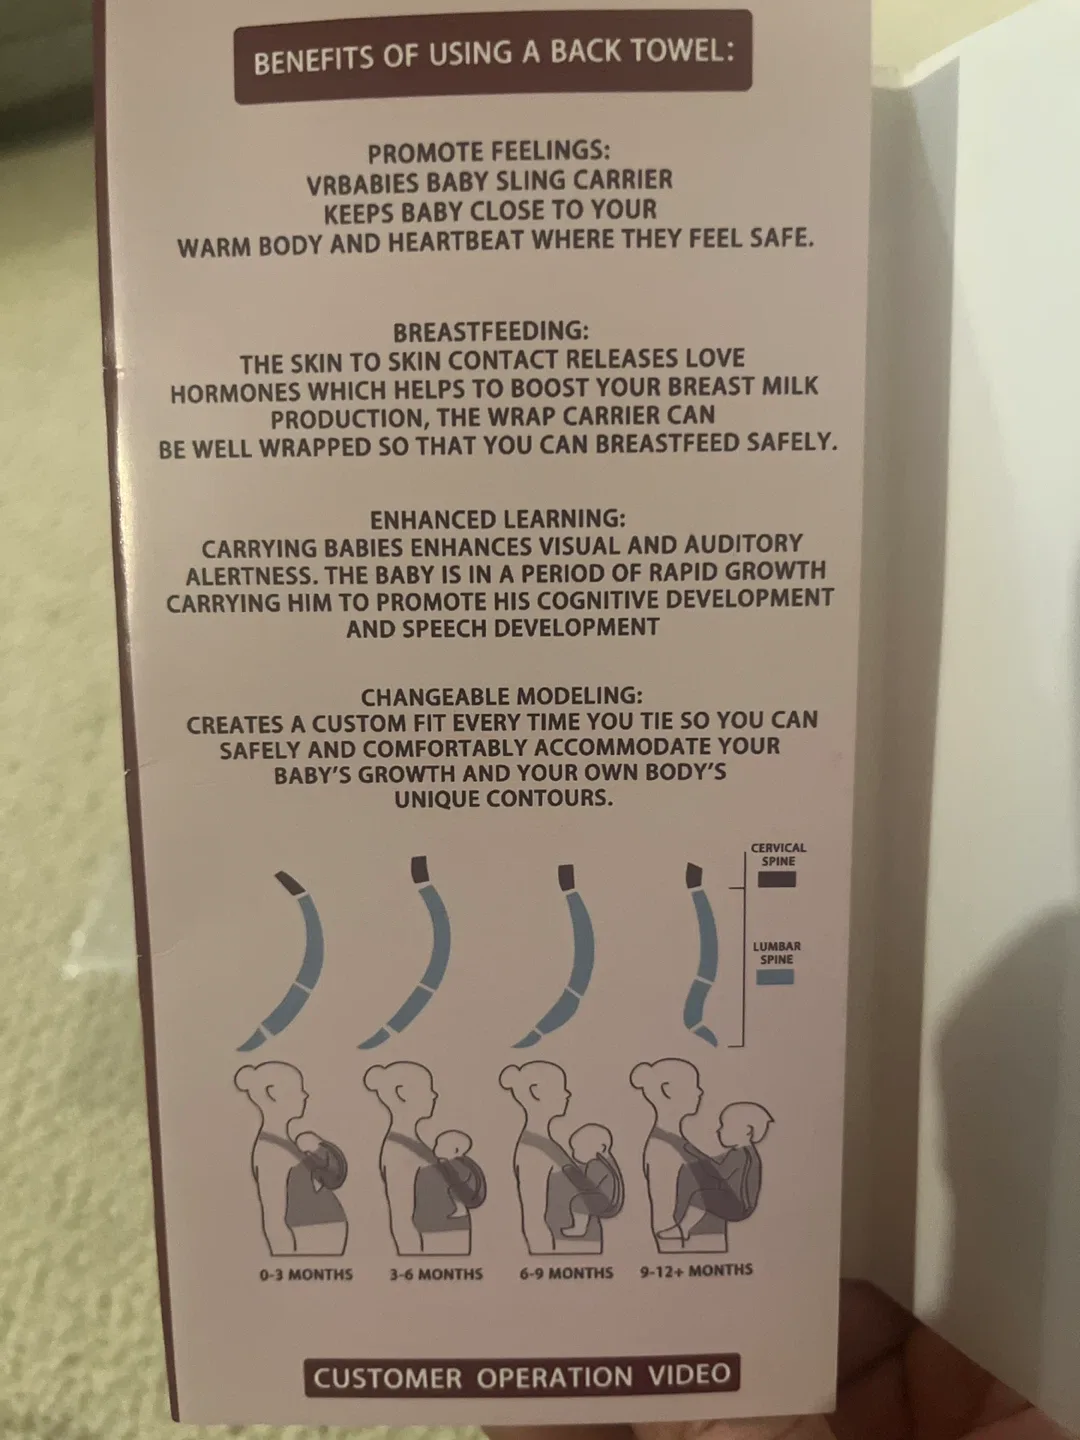 BENEFITS OF USING A BACK TOWEL:
PROMOTE FEELINGS:
VRBABIES BABY SLING CARRIER
KEEPS BABY CLOSE TO YOUR
WARM BODY AND HEARTBEAT WHERE THEY FEEL SAFE.
BREASTFEEDING:
THE SKIN TO SKIN CONTACT RELEASES LOVE
HORMONES WHICH HELPS TO BOOST YOUR BREAST MILK
PRODUCTION, THE WRAP CARRIER CAN
BE WELL WRAPPED SO THAT YOU CAN BREASTFEED SAFELY.
ENHANCED LEARNING:
CARRYING BABIES ENHANCES VISUAL AND AUDITORY
ALERTNESS. THE BABY IS IN A PERIOD OF RAPID GROWTH
CARRYING HIM TO PROMOTE HIS COGNITIVE DEVELOPMENT
AND SPEECH DEVELOPMENT
CHANGEABLE MODELING:
CREATES A CUSTOM FIT EVERY TIME YOU TIE SO YOU CAN
SAFELY AND COMFORTABLY ACCOMMODATE YOUR
BABY'S GROWTH AND YOUR OWN BODY'S
UNIQUE CONTOURS.
CERVICAL
SPINE
LUMBAR
SPINE
0-3 MONTHS
3-6 MONTHS
6-9 MONTHS
9-12+ MONTHS
CUSTOMER OPERATION VIDEO